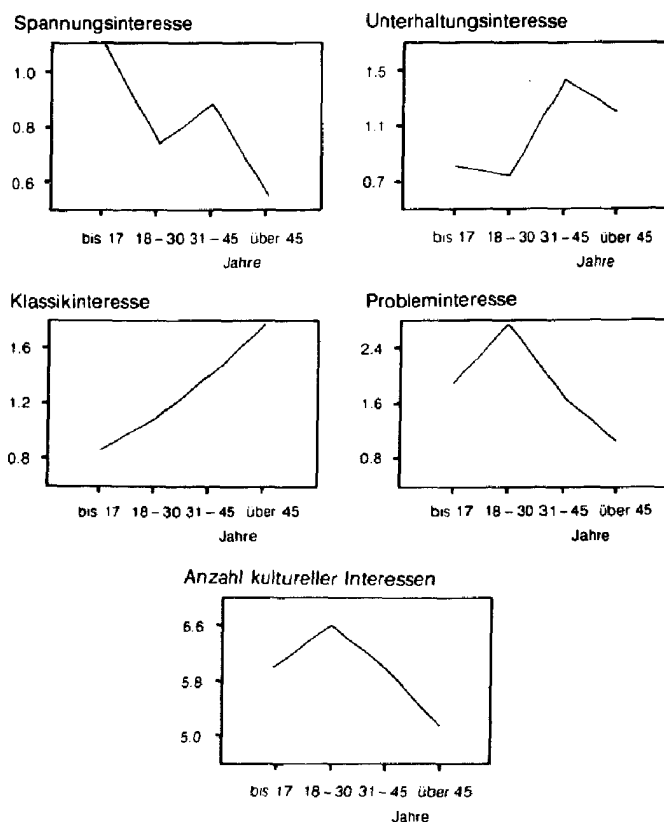 Spannungsinteresse
1.0
0.8
0.6
bis 17 18–30 31–45 über 45
Jahre
Unterhaltungsinteresse
1.5
1.1
0.7
bis 17 18–30 31–45 über 45
Jahre
Klassikinteresse
1.6
1.2
0.8
bis 17 18–30 31–45 über 45
Jahre
Probleminteresse
2.4
1.6
0.8
bis 17 18–30 31–45 über 45
Jahre
Anzahl kultureller Interessen
6.6
5.8
5.0
bis 17 18–30 31–45 über 45
Jahre